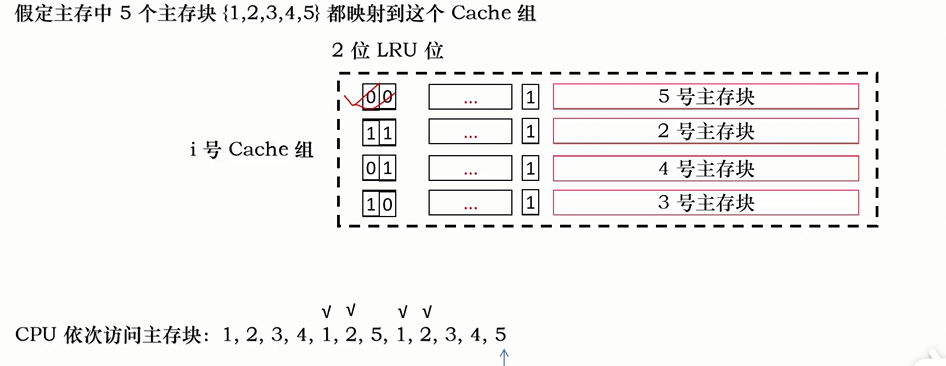 假定主存中 5 个主存块 {1,2,3,4,5} 都映射到这个 Cache 组
2 位 LRU 位
0 0 ... 1 5 号主存块
1 1 ... 1 2 号主存块
i 号 Cache 组
0 1 ... 1 4 号主存块
1 0 ... 1 3 号主存块
√ √ √ √
CPU 依次访问主存块：1, 2, 3, 4, 1, 2, 5, 1, 2, 3, 4, 5